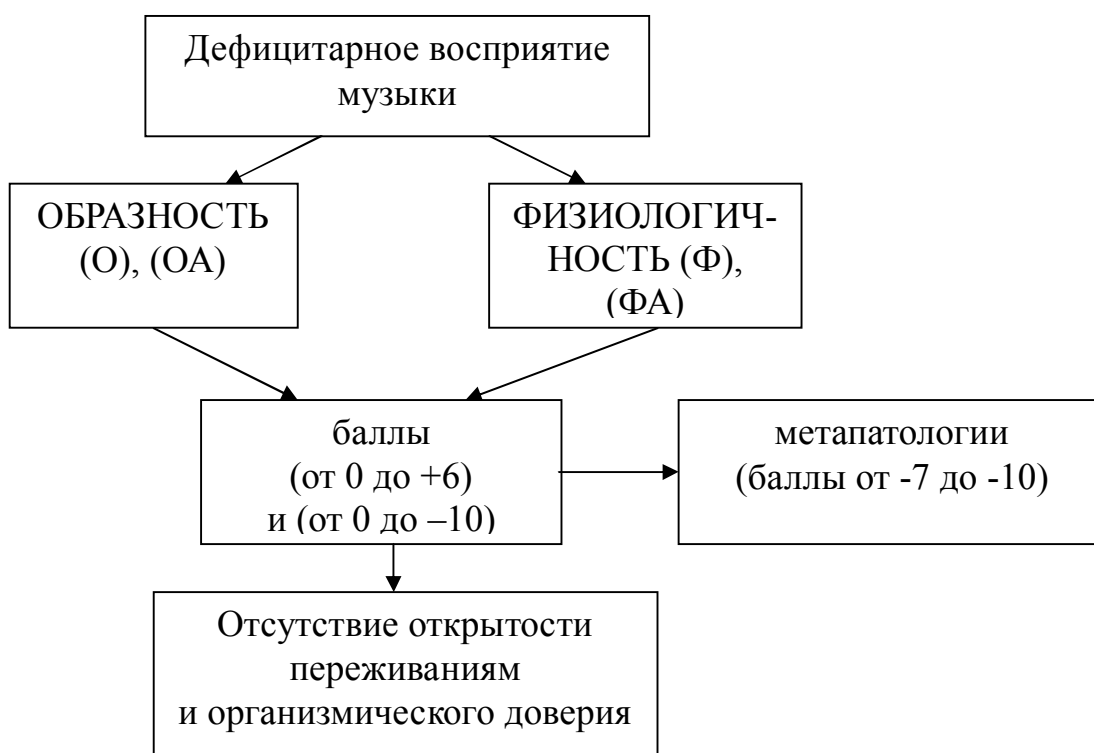 Дефицитарное восприятие
музыки
ОБРАЗНОСТЬ
(О), (ОА)
ФИЗИОЛОГИЧ-
НОСТЬ (Ф),
(ФА)
баллы
(от 0 до +6)
и (от 0 до –10)
метапатологии
(баллы от -7 до -10)
Отсутствие открытости
переживаниям
и организмического доверия